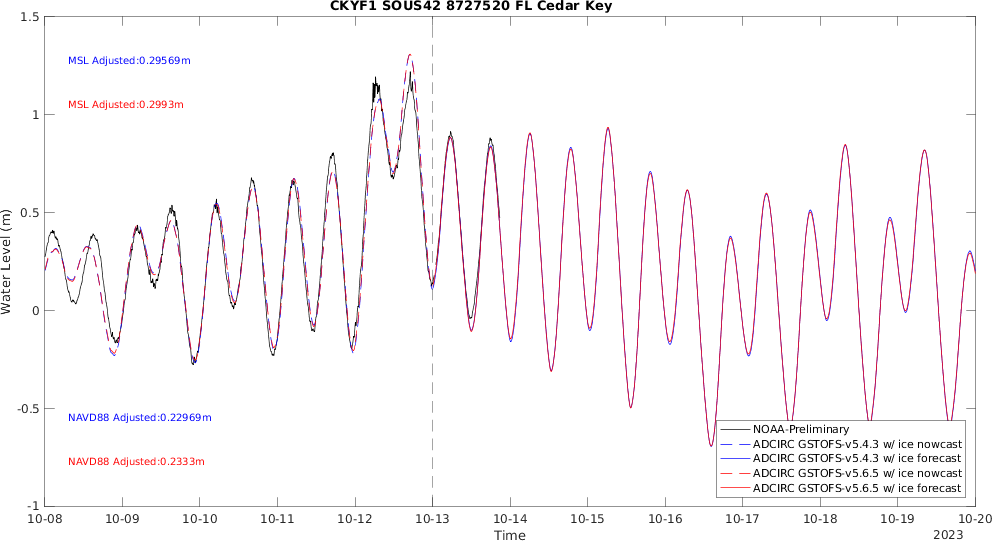 CKYF1 SOUS42 8727520 FL Cedar Key
1.5
MSL Adjusted:0.29569m
MSL Adjusted:0.2993m
1
0.5
Water Level (m)
0
-0.5
NAVD88 Adjusted:0.22969m
NAVD88 Adjusted:0.2333m
NOAA-Preliminary
ADCIRC GSTOFS-v5.4.3 w/ ice nowcast
ADCIRC GSTOFS-v5.4.3 w/ ice forecast
ADCIRC GSTOFS-v5.6.5 w/ ice nowcast
ADCIRC GSTOFS-v5.6.5 w/ ice forecast
-1
10-08 10-09 10-10 10-11 10-12 10-13 10-14 10-15 10-16 10-17 10-18 10-19 10-20
Time
2023